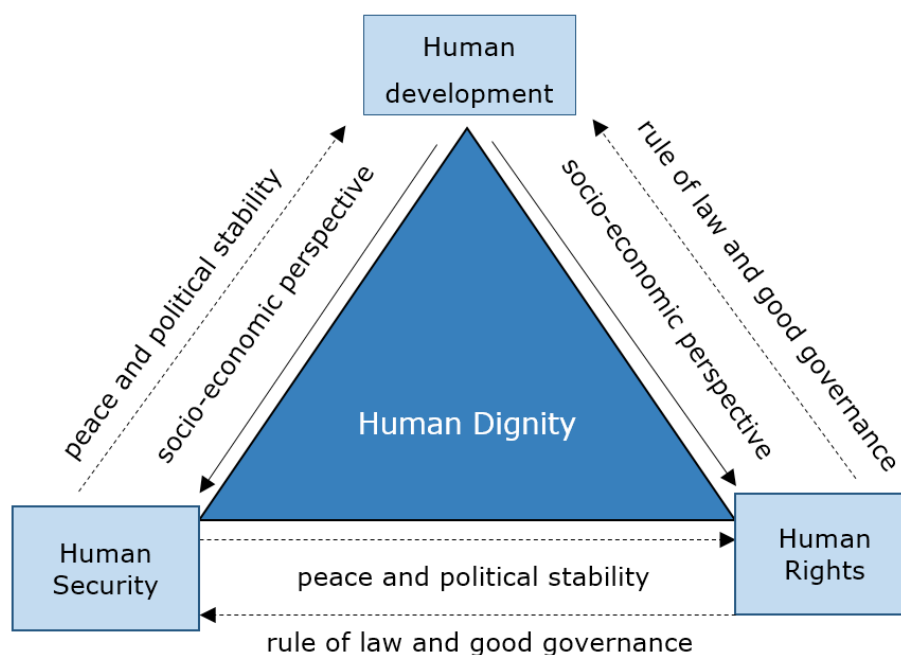 Human
development
peace and political stability
socio-economic perspective
socio-economic perspective
rule of law and good governance
Human Dignity
Human
Security
Human
Rights
peace and political stability
rule of law and good governance